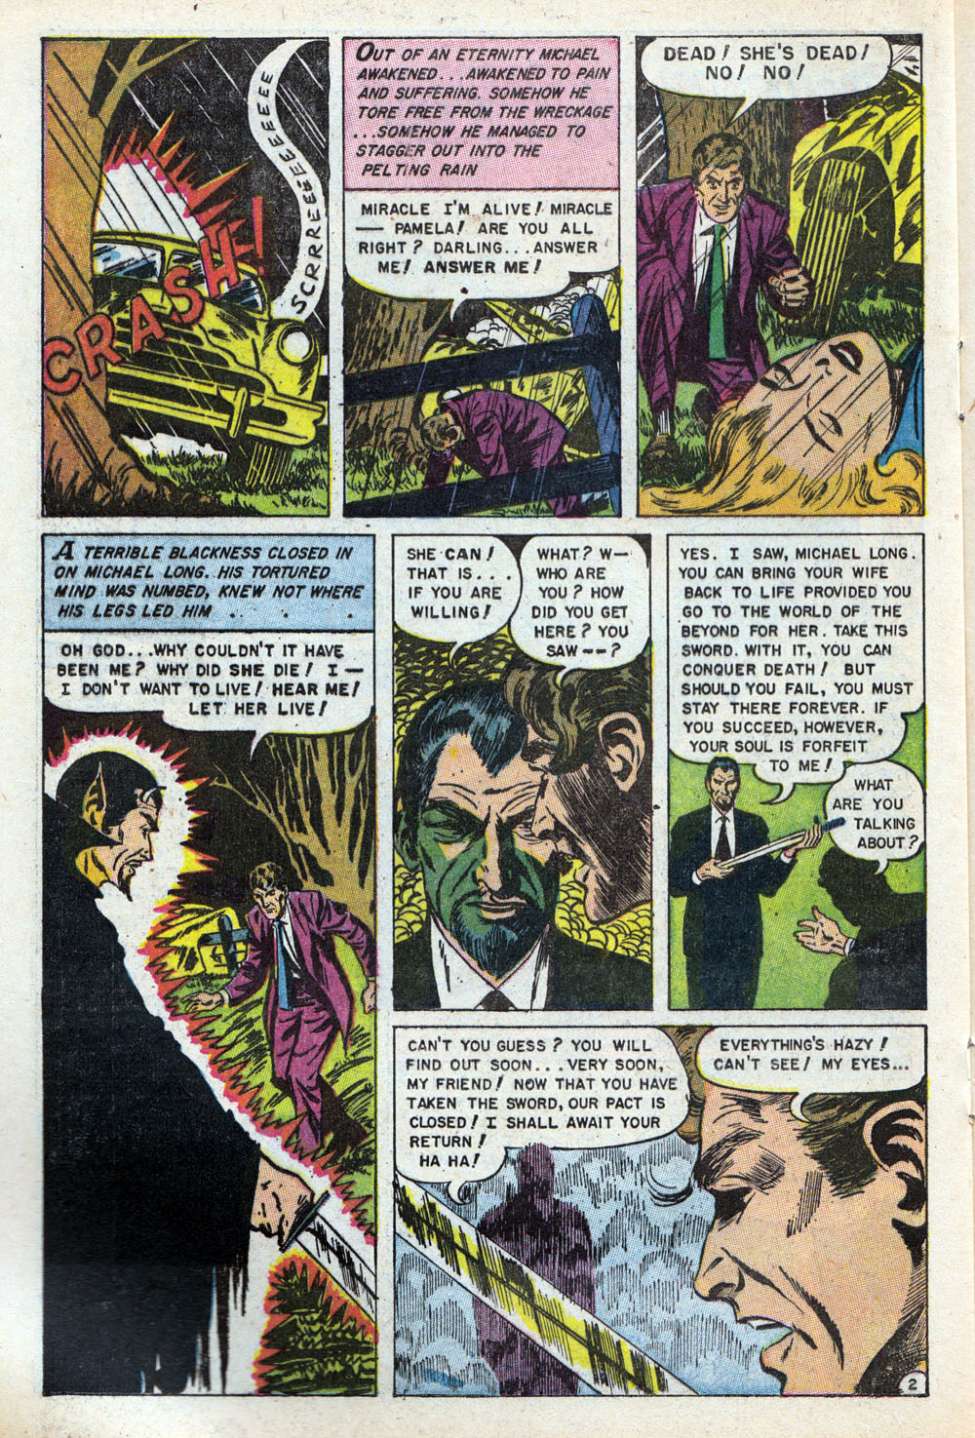 SCRRREEEEEEEEEEE
CRASH!
OUT OF AN ETERNITY MICHAEL
AWAKENED...AWAKENED TO PAIN
AND SUFFERING. SOMEHOW HE
TORE FREE FROM THE WRECKAGE
...SOMEHOW HE MANAGED TO
STAGGER OUT INTO THE
PELTING RAIN
MIRACLE I'M ALIVE! MIRACLE
— PAMELA! ARE YOU ALL
RIGHT? DARLING...ANSWER
ME! ANSWER ME!
DEAD! SHE'S DEAD!
NO! NO!
A TERRIBLE BLACKNESS CLOSED IN
ON MICHAEL LONG. HIS TORTURED
MIND WAS NUMBED, KNEW NOT WHERE
HIS LEGS LED HIM .. . .
OH GOD...WHY COULDN'T IT HAVE
BEEN ME? WHY DID SHE DIE! I —
I DON'T WANT TO LIVE! HEAR ME!
LET HER LIVE!
SHE CAN!
THAT IS...
IF YOU ARE
WILLING!
WHAT? W—
WHO ARE
YOU? HOW
DID YOU GET
HERE? YOU
SAW ––?
YES. I SAW, MICHAEL LONG.
YOU CAN BRING YOUR WIFE
BACK TO LIFE PROVIDED YOU
GO TO THE WORLD OF THE
BEYOND FOR HER. TAKE THIS
SWORD. WITH IT, YOU CAN
CONQUER DEATH! BUT
SHOULD YOU FAIL, YOU MUST
STAY THERE FOREVER. IF
YOU SUCCEED, HOWEVER,
YOUR SOUL IS FORFEIT
TO ME!
WHAT
ARE YOU
TALKING
ABOUT?
CAN'T YOU GUESS? YOU WILL
FIND OUT SOON...VERY SOON,
MY FRIEND! NOW THAT YOU HAVE
TAKEN THE SWORD, OUR PACT IS
CLOSED! I SHALL AWAIT YOUR
RETURN!
HA HA!
EVERYTHING'S HAZY!
CAN'T SEE! MY EYES...
2